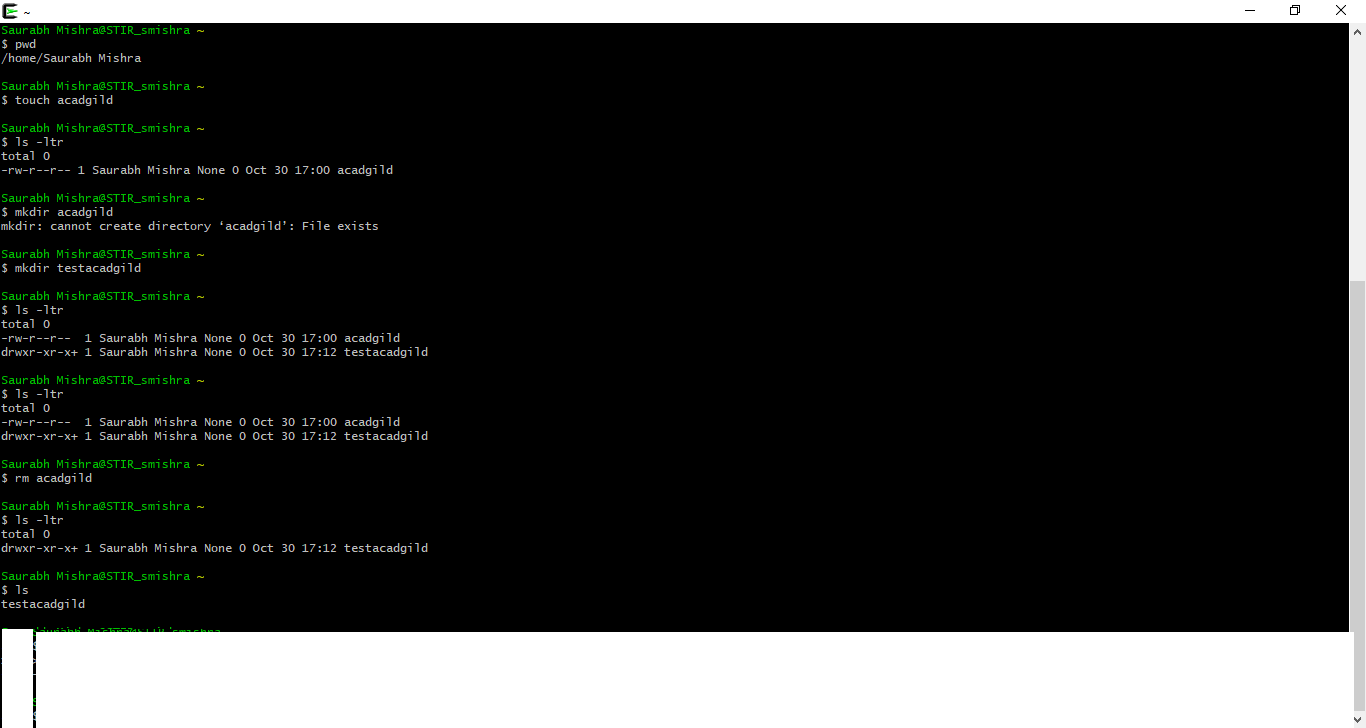 ~
Saurabh Mishra@STIR_smishra ~
$ pwd
/home/Saurabh Mishra
Saurabh Mishra@STIR_smishra ~
$ touch acadgild
Saurabh Mishra@STIR_smishra ~
$ ls -ltr
total 0
-rw-r--r-- 1 Saurabh Mishra None 0 Oct 30 17:00 acadgild
Saurabh Mishra@STIR_smishra ~
$ mkdir acadgild
mkdir: cannot create directory ‘acadgild’: File exists
Saurabh Mishra@STIR_smishra ~
$ mkdir testacadgild
Saurabh Mishra@STIR_smishra ~
$ ls -ltr
total 0
-rw-r--r--  1 Saurabh Mishra None 0 Oct 30 17:00 acadgild
drwxr-xr-x+ 1 Saurabh Mishra None 0 Oct 30 17:12 testacadgild
Saurabh Mishra@STIR_smishra ~
$ ls -ltr
total 0
-rw-r--r--  1 Saurabh Mishra None 0 Oct 30 17:00 acadgild
drwxr-xr-x+ 1 Saurabh Mishra None 0 Oct 30 17:12 testacadgild
Saurabh Mishra@STIR_smishra ~
$ rm acadgild
Saurabh Mishra@STIR_smishra ~
$ ls -ltr
total 0
drwxr-xr-x+ 1 Saurabh Mishra None 0 Oct 30 17:12 testacadgild
Saurabh Mishra@STIR_smishra ~
$ ls
testacadgild